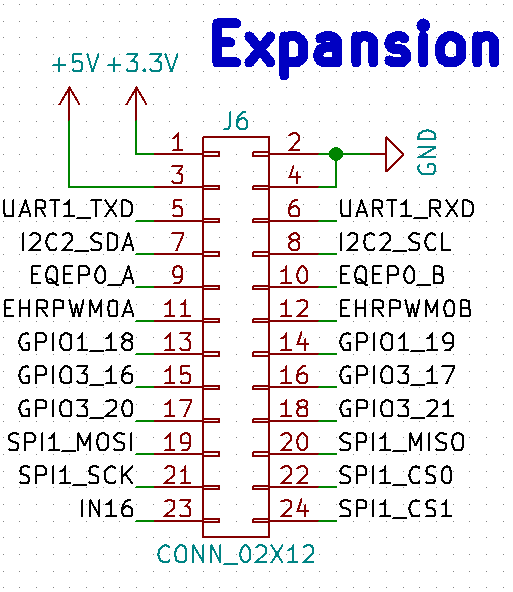 Expansion
+5V +3.3V
J6
GND
1 2
3 4
UART1_TXD 5 6 UART1_RXD
I2C2_SDA 7 8 I2C2_SCL
EQEP0_A 9 10 EQEP0_B
EHRPWM0A 11 12 EHRPWM0B
GPIO1_18 13 14 GPIO1_19
GPIO3_16 15 16 GPIO3_17
GPIO3_20 17 18 GPIO3_21
SPI1_MOSI 19 20 SPI1_MISO
SPI1_SCK 21 22 SPI1_CS0
IN16 23 24 SPI1_CS1
CONN_02X12